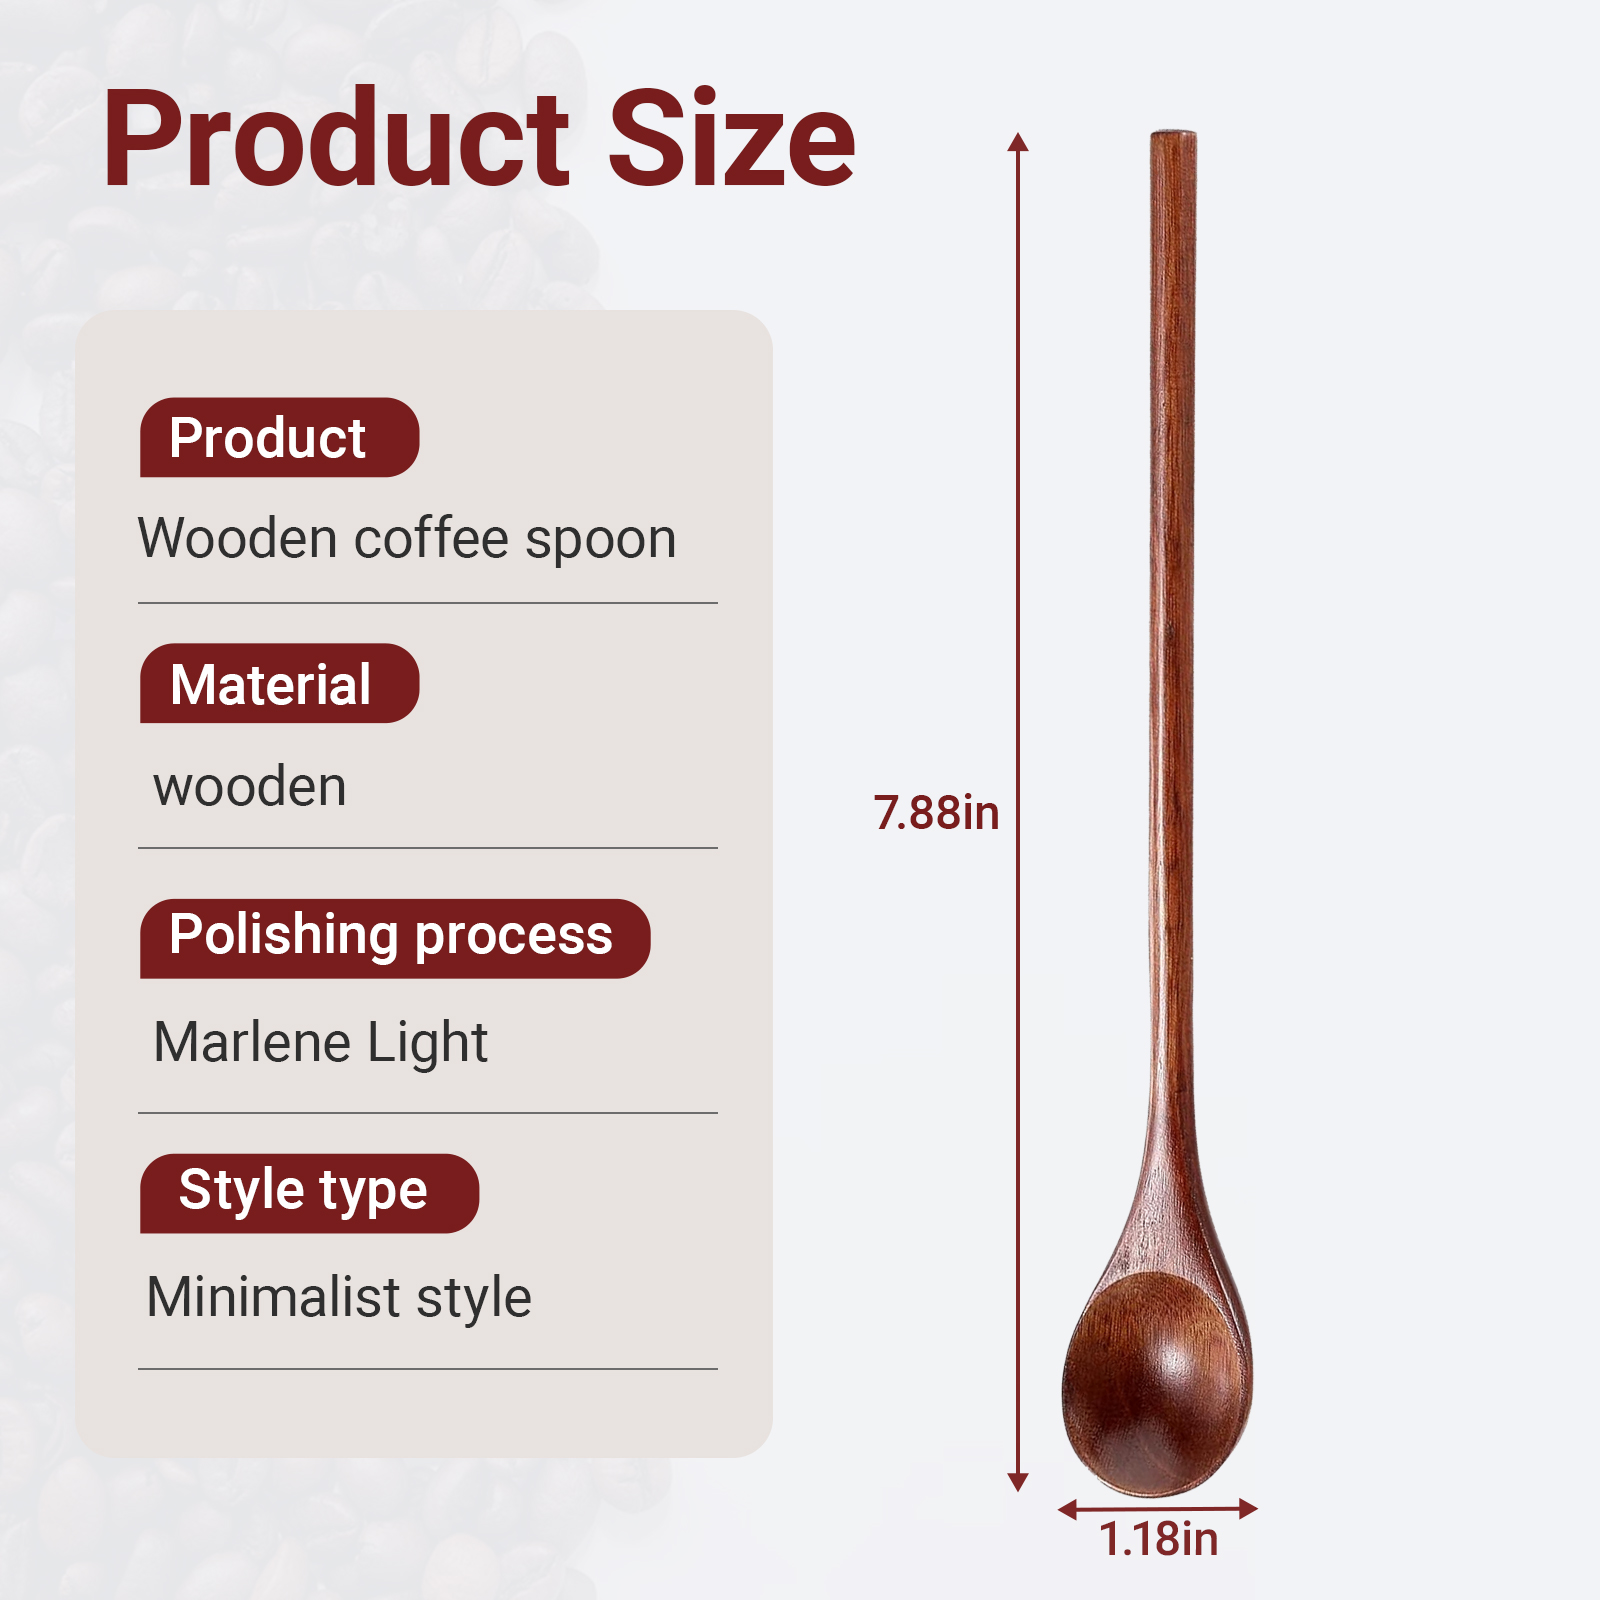 Product Size
Product
Wooden coffee spoon
Material
wooden
Polishing process
Marlene Light
Style type
Minimalist style
7.88in
1.18in